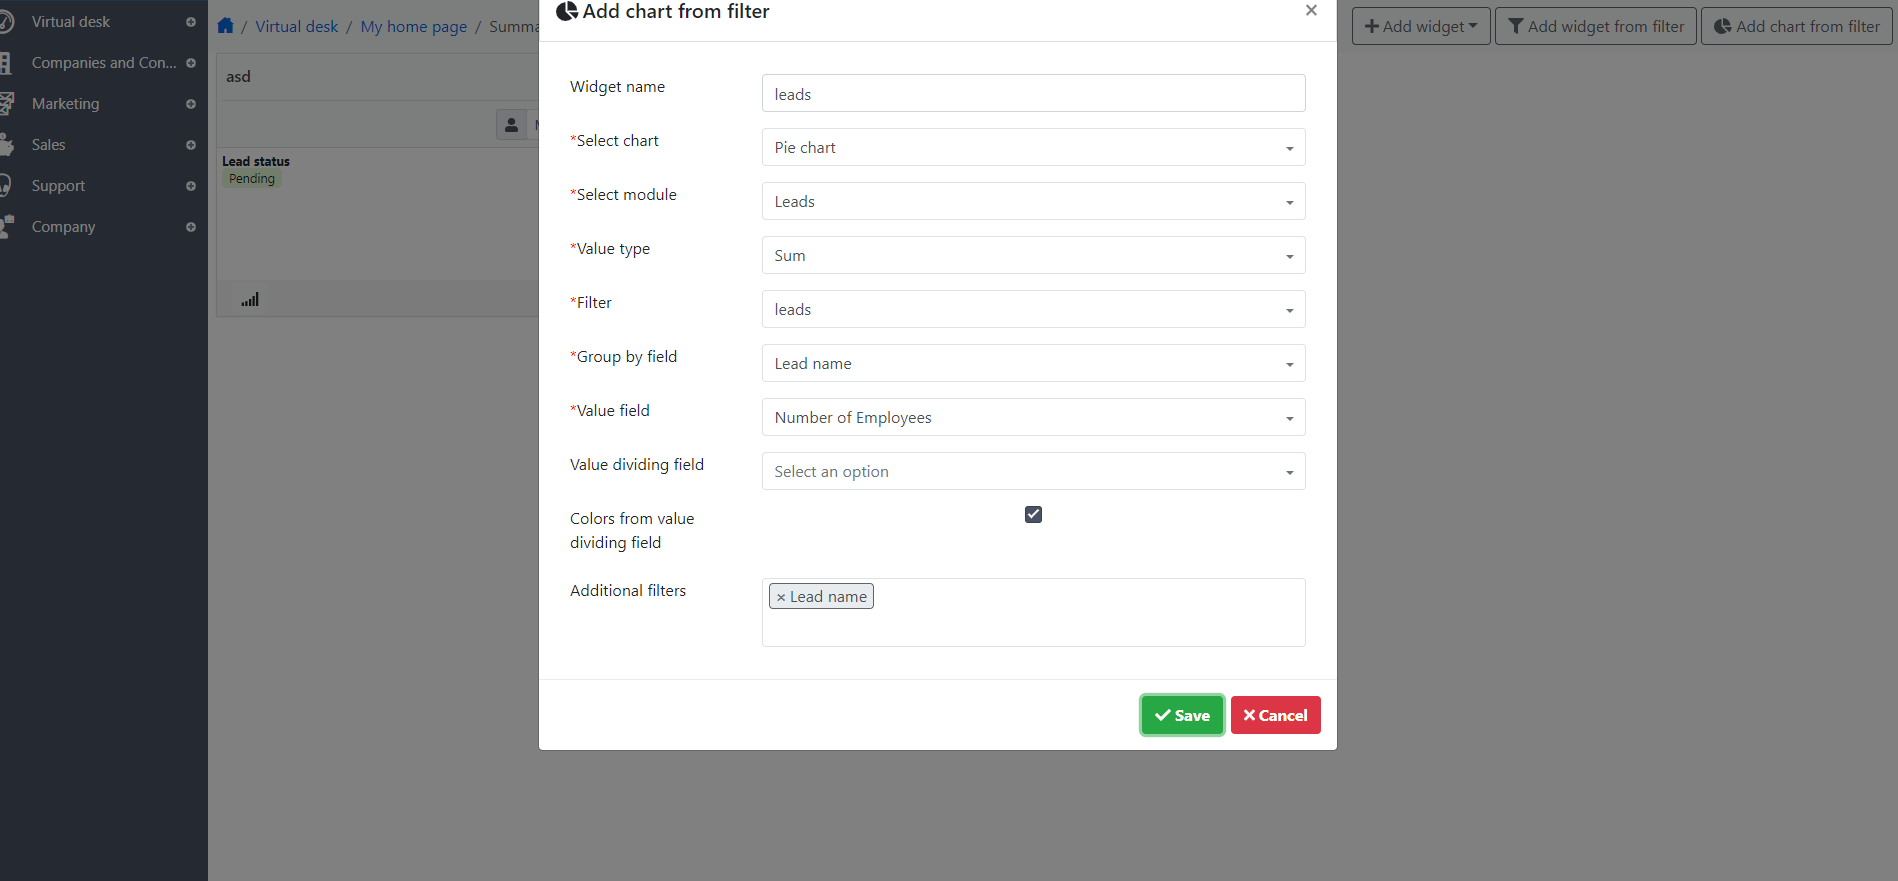 Virtual desk
Companies and Con...
Marketing
Sales
Support
Company
Virtual desk / My home page / Summa
asd
Lead status
Pending
Add chart from filter
×
Widget name
leads
*Select chart
Pie chart
*Select module
Leads
*Value type
Sum
*Filter
leads
*Group by field
Lead name
*Value field
Number of Employees
Value dividing field
Select an option
Colors from value
dividing field
Additional filters
× Lead name
Save
Cancel
Add widget
Add widget from filter
Add chart from filter